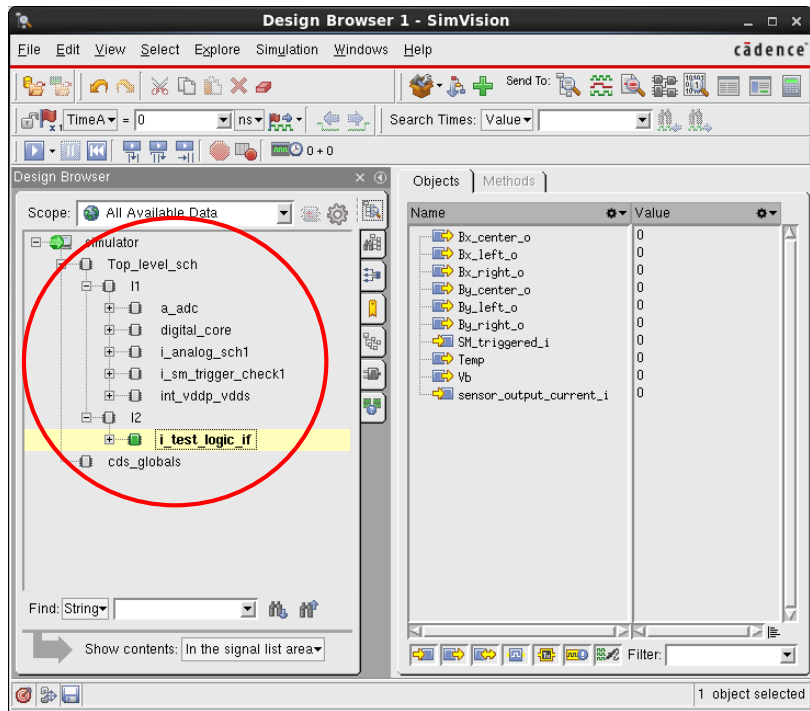 Design Browser 1 - SimVision
File Edit View Select Explore Simulation Windows Help
cādence
Send To:
TimeA = 0 ns
Search Times: Value
0 + 0
Design Browser
Scope: All Available Data
simulator
Top_level_sch
I1
a_adc
digital_core
i_analog_sch1
i_sm_trigger_check1
int_vddp_vdds
I2
i_test_logic_if
cds_globals
Find: String
Show contents: In the signal list area
Objects Methods
Name Value
Bx_center_o 0
Bx_left_o 0
Bx_right_o 0
By_center_o 0
By_left_o 0
By_right_o 0
SM_triggered_i 0
Temp 0
Vb 0
sensor_output_current_i 0
Filter:
1 object selected